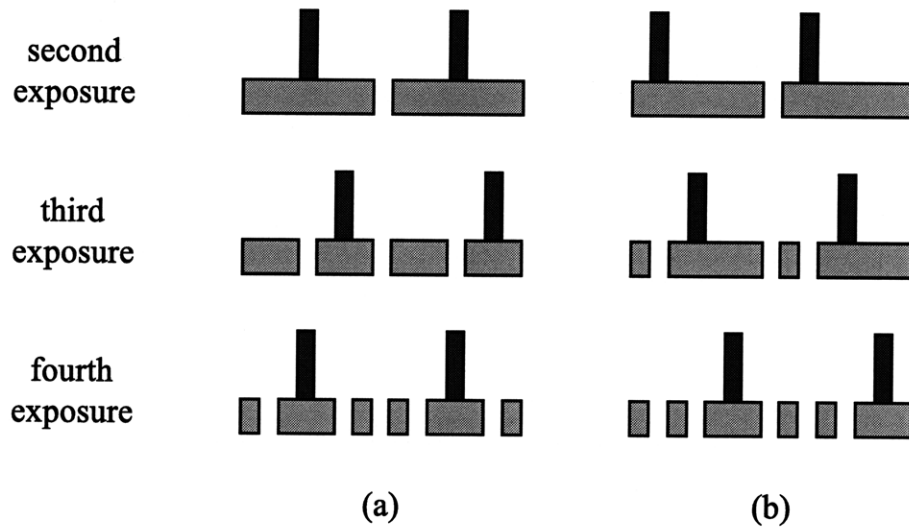 second
exposure
third
exposure
fourth
exposure
(a)
(b)